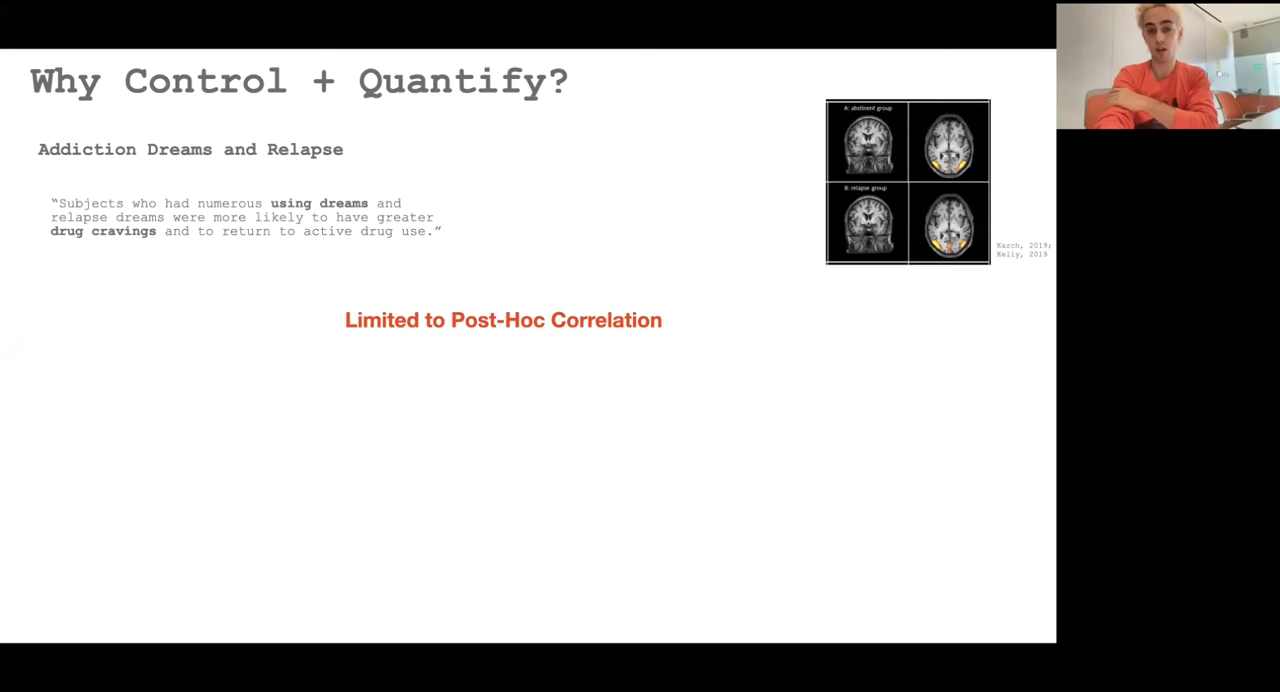 Why Control + Quantify?
Addiction Dreams and Relapse
“Subjects who had numerous using dreams and
relapse dreams were more likely to have greater
drug cravings and to return to active drug use.”
A: abstinent group
B: relapse group
Karch, 2019;
Kelly, 2019
Limited to Post-Hoc Correlation